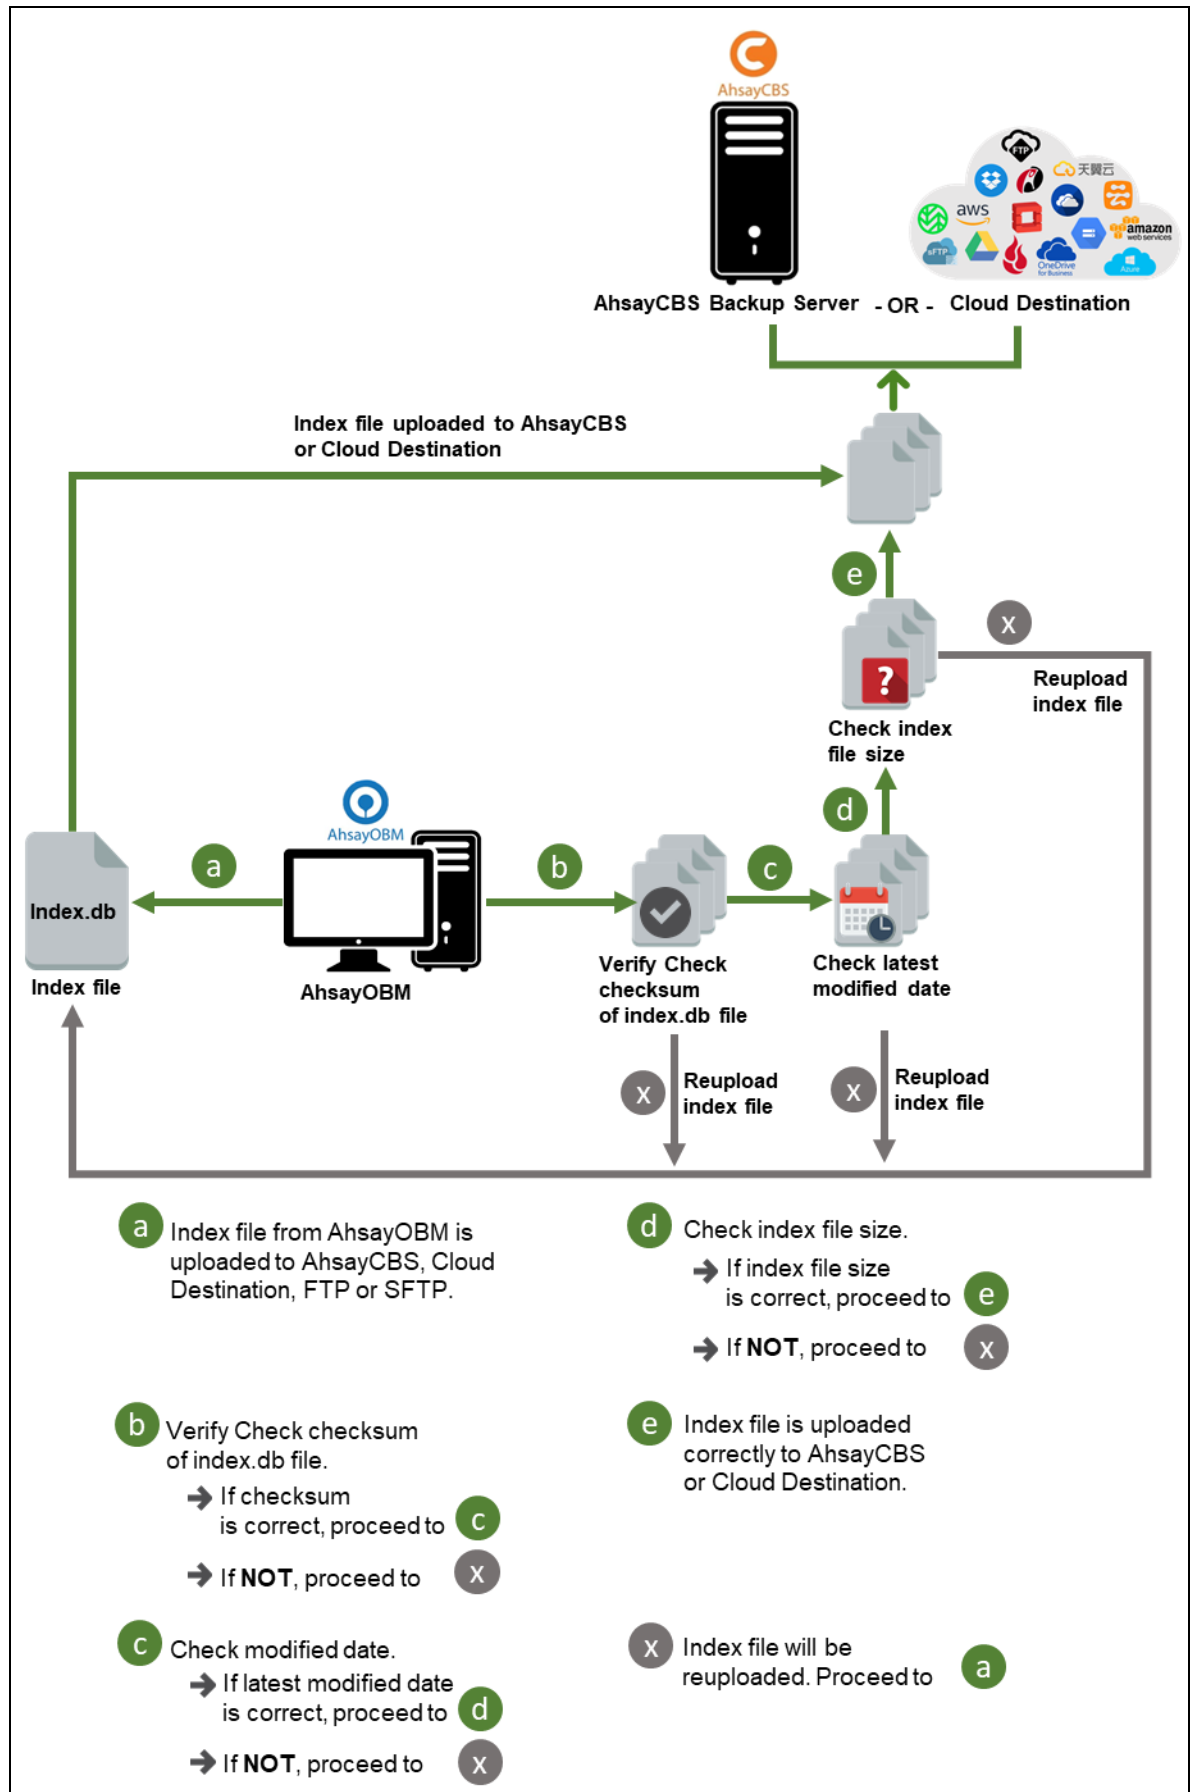 AhsayCBS
FTP
天翼云
aws
amazon
web services
sFTP
OneDrive
for Business
Azure
AhsayCBS Backup Server - OR - Cloud Destination
Index file uploaded to AhsayCBS
or Cloud Destination
e
x
Reupload
index file
?
Check index
file size
d
AhsayOBM
a
b
c
Index.db
Index file
AhsayOBM
Verify Check
checksum
of index.db file
Check latest
modified date
x
Reupload
index file
x
Reupload
index file
a
Index file from AhsayOBM is
uploaded to AhsayCBS, Cloud
Destination, FTP or SFTP.
b
Verify Check checksum
of index.db file.
If checksum
is correct, proceed to c
If NOT, proceed to x
c
Check modified date.
If latest modified date
is correct, proceed to d
If NOT, proceed to x
d
Check index file size.
If index file size
is correct, proceed to e
If NOT, proceed to x
e
Index file is uploaded
correctly to AhsayCBS
or Cloud Destination.
x
Index file will be
reuploaded. Proceed to a